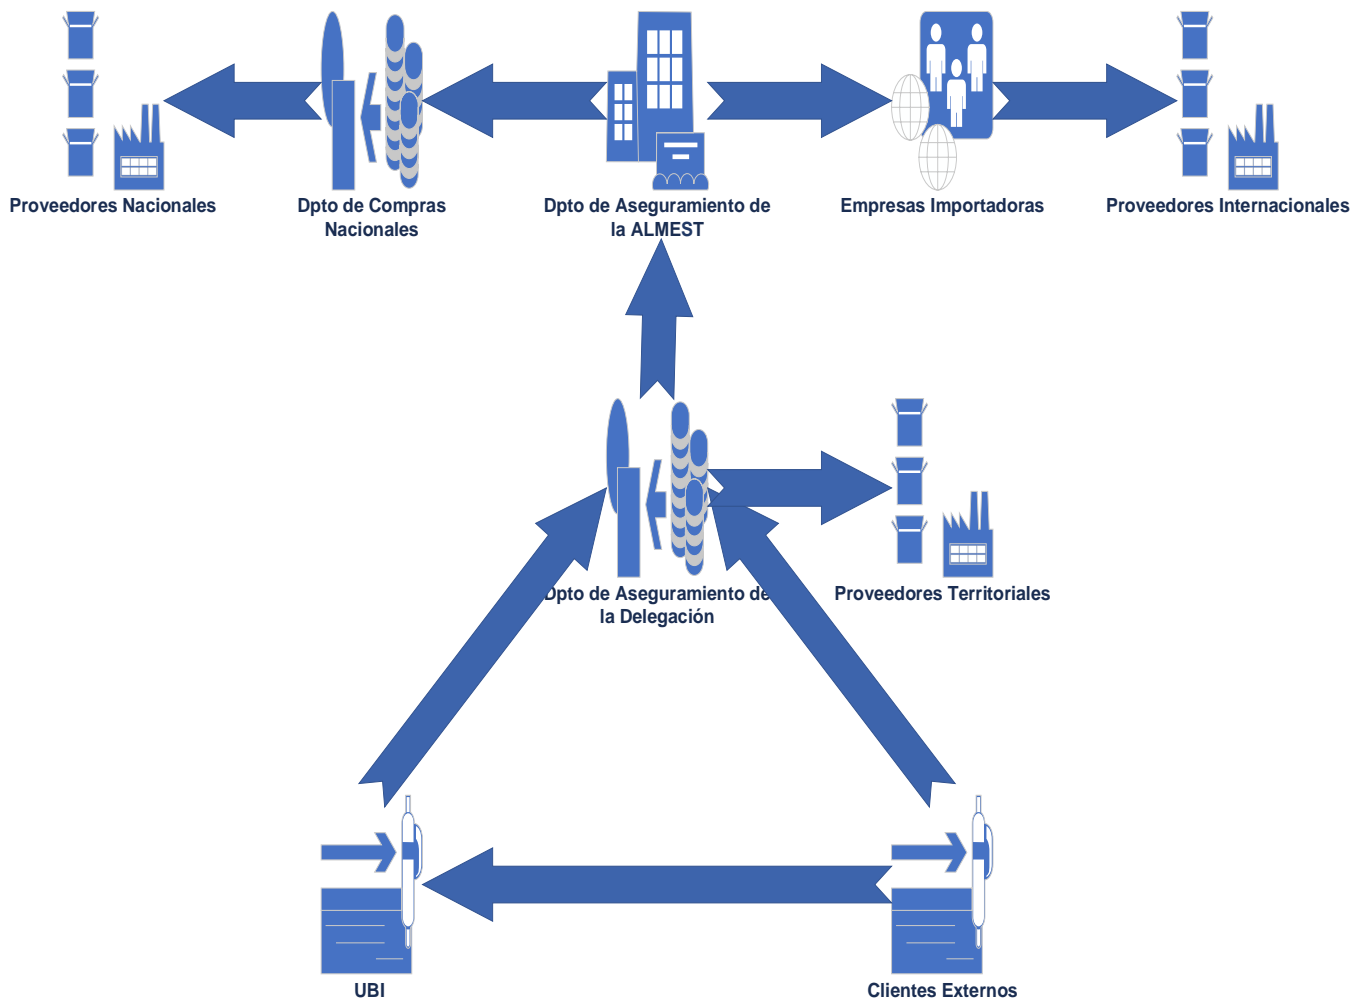 Proveedores Nacionales
Dpto de Compras
Nacionales
Dpto de Aseguramiento de
la ALMEST
Empresas Importadoras
Proveedores Internacionales
Dpto de Aseguramiento de
la Delegación
Proveedores Territoriales
UBI
Clientes Externos